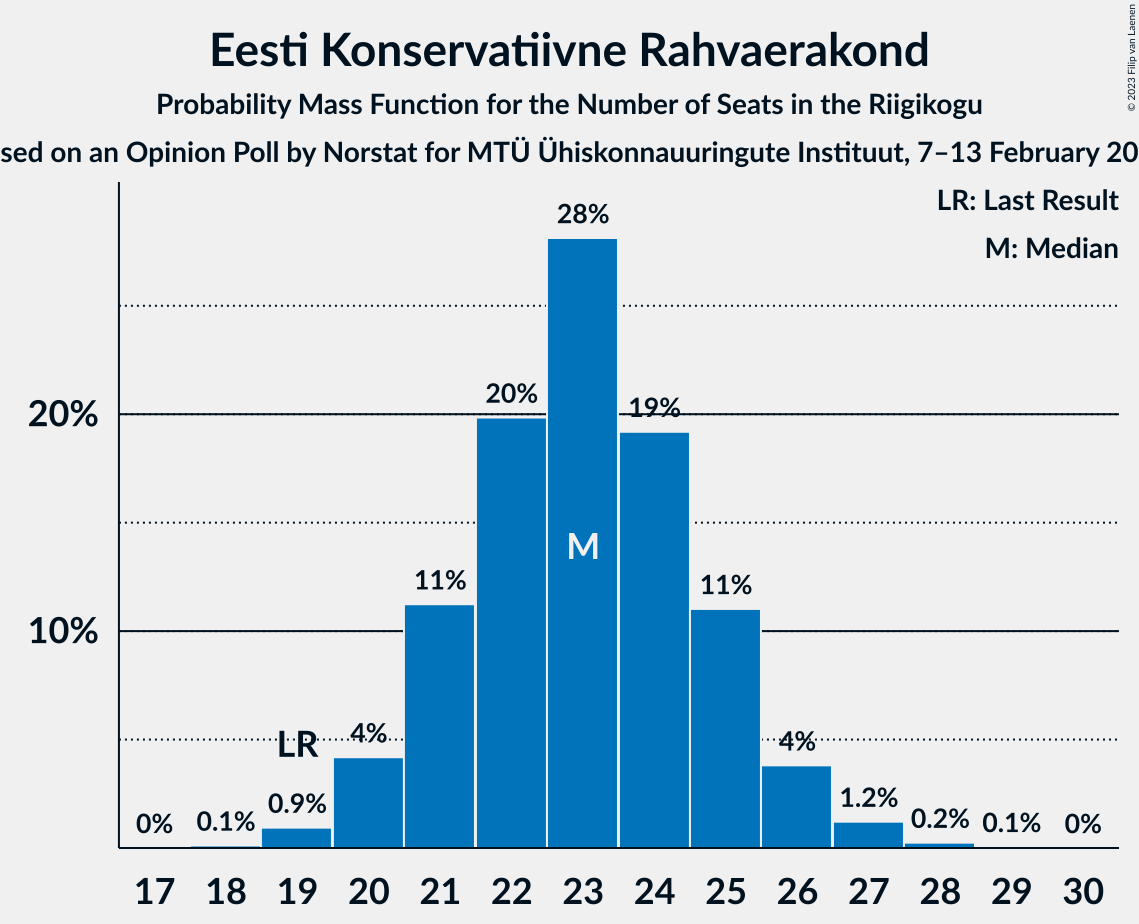 Eesti Konservatiivne Rahvaerakond
Probability Mass Function for the Number of Seats in the Riigikogu
sed on an Opinion Poll by Norstat for MTÜ Ühiskonnauuringute Instituut, 7–13 February 20
© 2023 Filip van Laenen
LR: Last Result
M: Median
28%
20%
20%
19%
M
11%
11%
10%
LR
4%
4%
0%
0.1%
0.9%
1.2%
0.2%
0.1%
0%
17 18 19 20 21 22 23 24 25 26 27 28 29 30